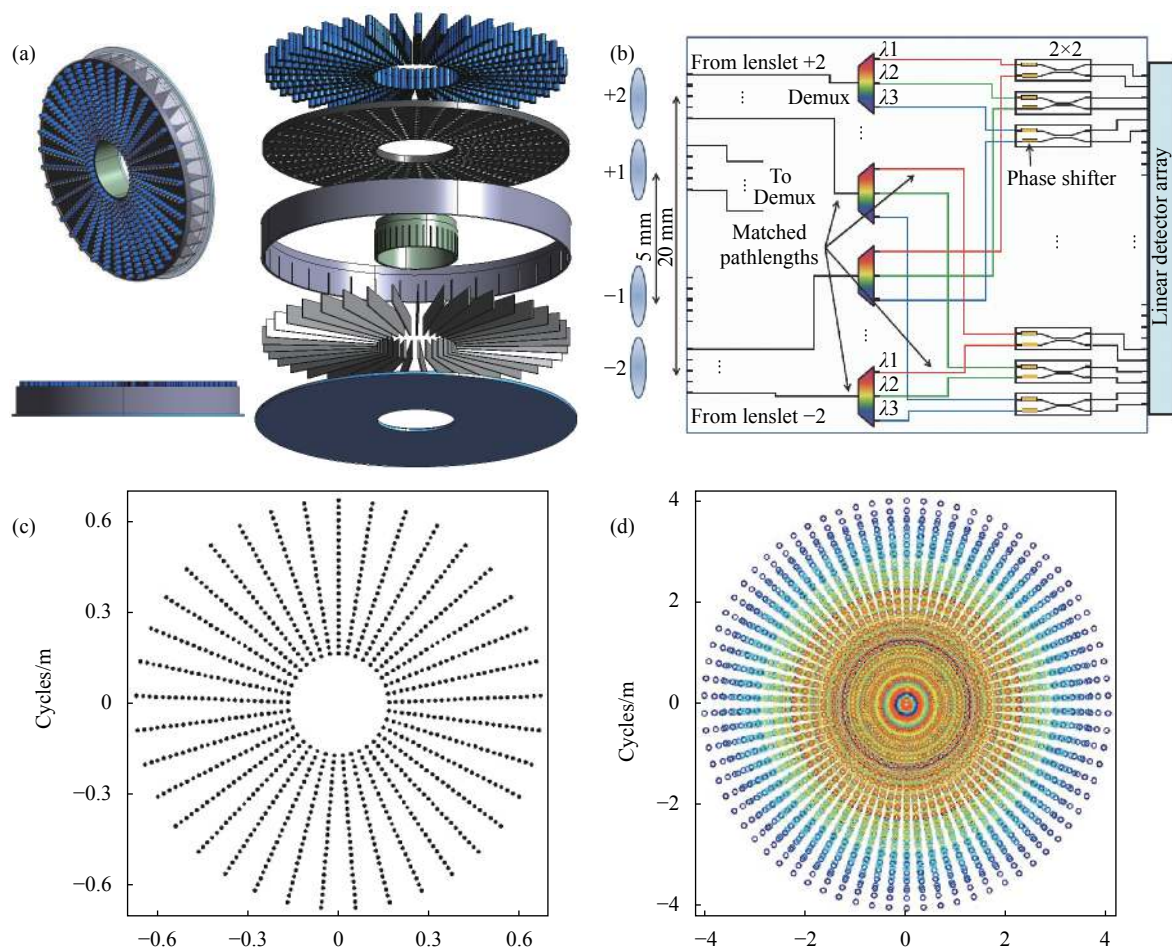 (a)
(b)
From lenslet +2
λ1
λ2
λ3
Demux
2×2
+2
+1
−1
−2
5 mm
20 mm
To
Demux
Matched
pathlengths
Phase shifter
Linear detector array
λ1
λ2
λ3
From lenslet −2
(c)
Cycles/m
0.6
0.3
0
−0.3
−0.6
−0.6
−0.3
0
0.3
0.6
(d)
Cycles/m
4
2
0
−2
−4
−4
−2
0
2
4